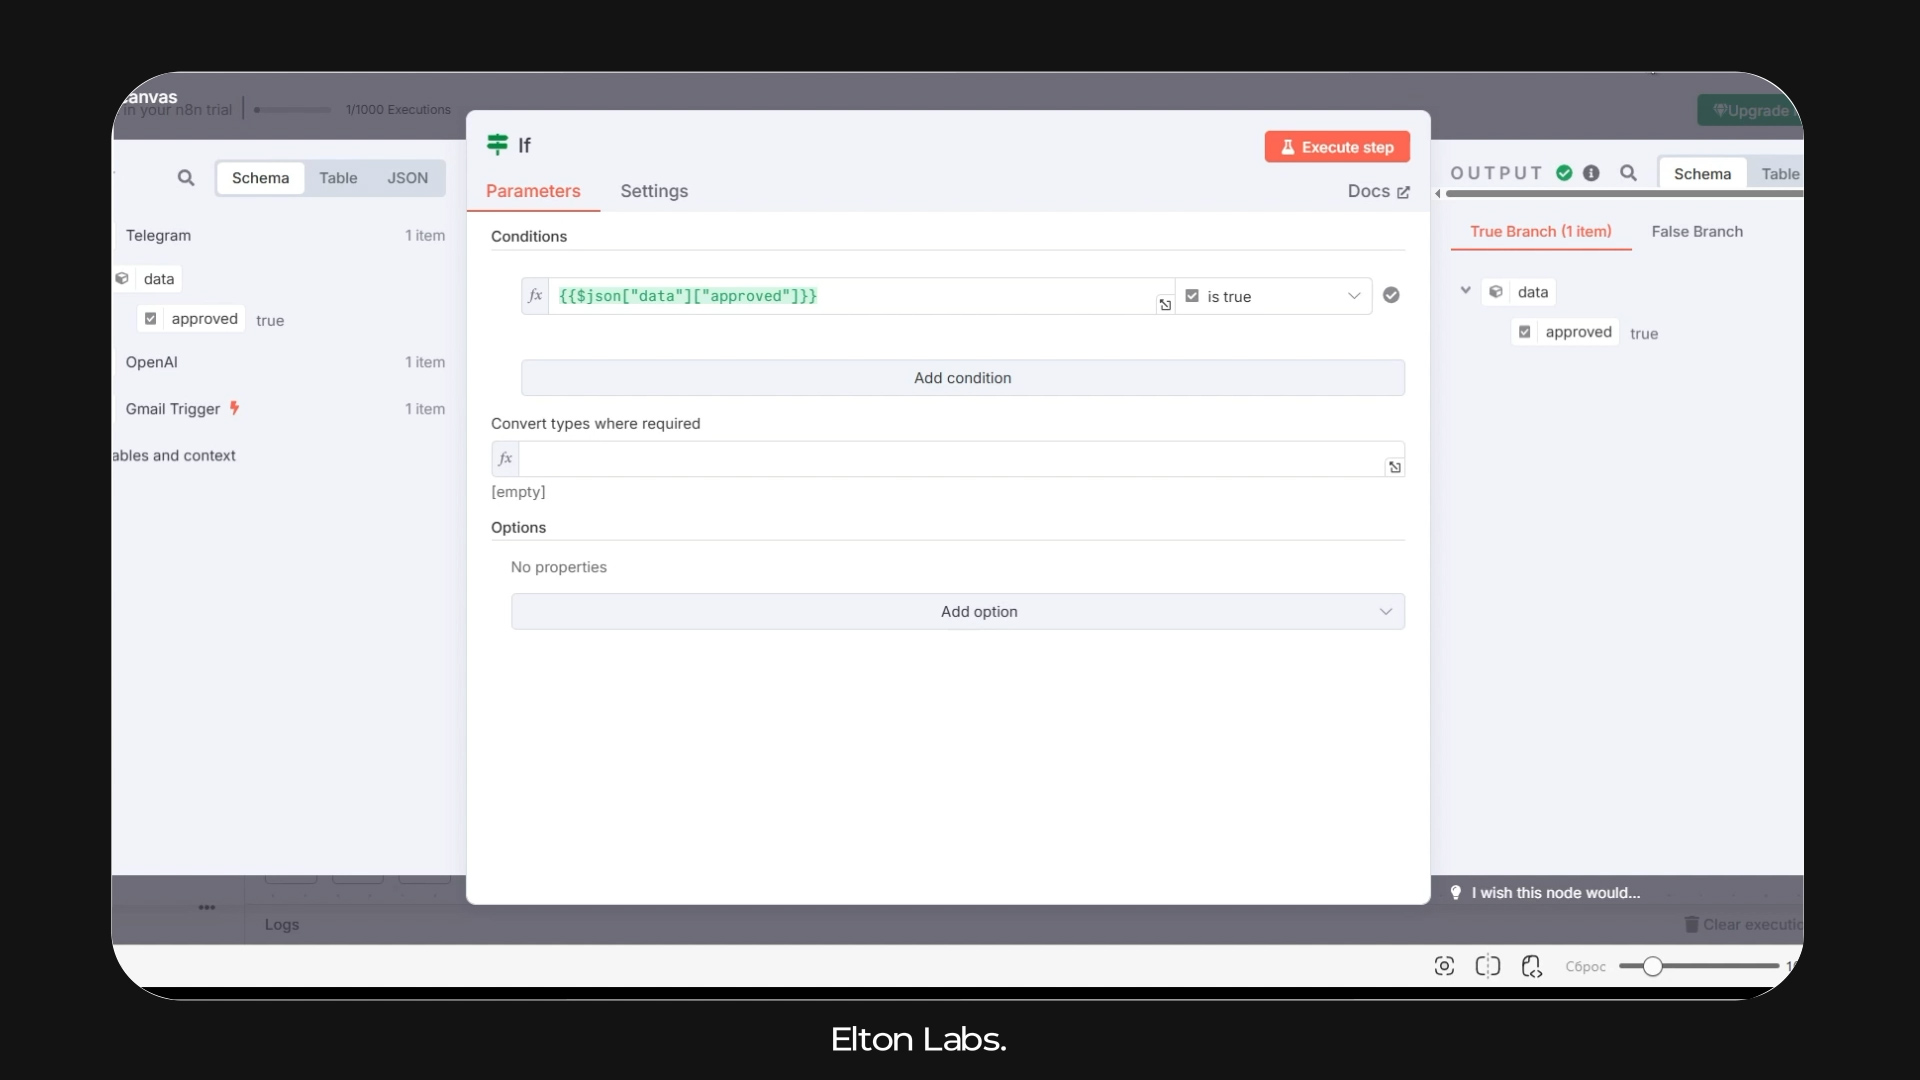 anvas
in your n8n trial
1/1000 Executions
Upgrade
Schema
Table
JSON
Telegram
1 item
data
approved
true
OpenAI
1 item
Gmail Trigger
1 item
ables and context
If
Execute step
Parameters
Settings
Docs
Conditions
fx
{{$json["data"]["approved"]}}
is true
Add condition
Convert types where required
fx
[empty]
Options
No properties
Add option
OUTPUT
Schema
Table
True Branch (1 item)
False Branch
data
approved
true
I wish this node would...
Logs
Clear executio
Сброс
Elton Labs.